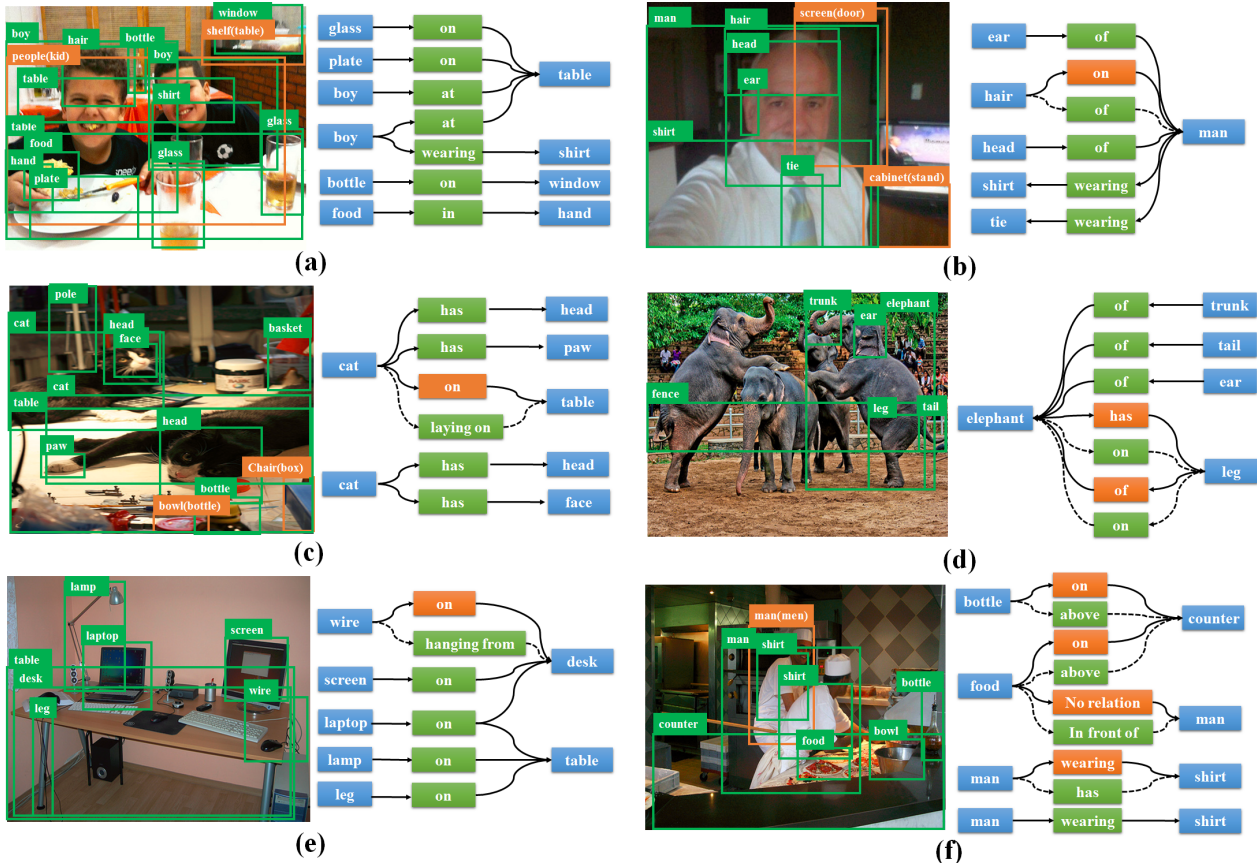 boy
hair
bottle
window
shelf(table)
people(kid)
boy
table
shirt
table
glass
food
hand
glass
plate
glass on
plate on
boy at
table
boy at
wearing shirt
bottle on window
food in hand
(a)
man
hair
screen(door)
head
ear
shirt
tie
cabinet(stand)
ear of
hair on
of
man
head of
shirt wearing
tie wearing
(b)
pole
cat
head
face
basket
cat
table
head
paw
Chair(box)
bottle
bowl(bottle)
cat
has head
has paw
on
table
laying on
cat
has head
has face
(c)
trunk
elephant
ear
fence
leg
tail
elephant
of trunk
of tail
of ear
has
on
leg
of
on
(d)
lamp
laptop
screen
table
desk
wire
leg
wire on
hanging from
desk
screen on
laptop on
lamp on
table
leg on
(e)
man(men)
man
shirt
shirt
bottle
counter
food
bowl
bottle on
above
counter
food on
above
No relation
man
In front of
man wearing
shirt
has
man wearing shirt
(f)